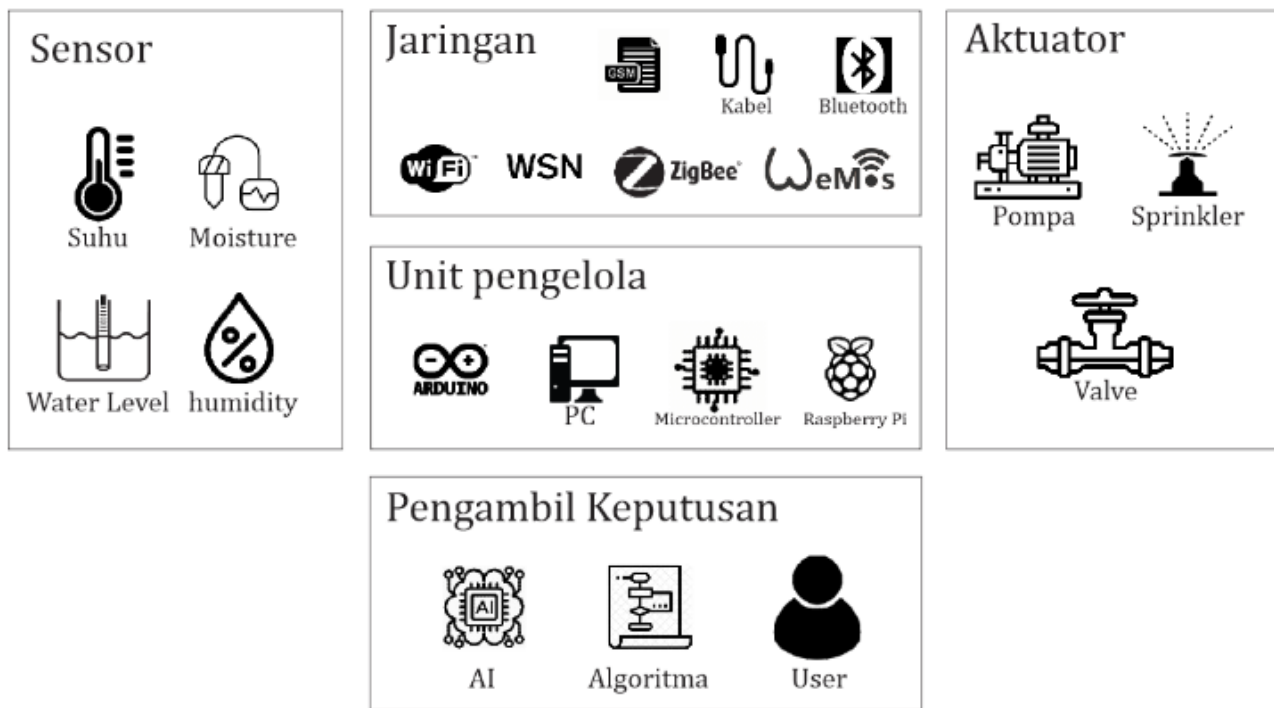 Sensor
Suhu
Moisture
Water Level
humidity
Jaringan
GSM
Kabel
Bluetooth
WiFi
WSN
ZigBee
WeMos
Unit pengelola
ARDUINO
PC
Microcontroller
Raspberry Pi
Pengambil Keputusan
AI
AI
Algoritma
User
Aktuator
Pompa
Sprinkler
Valve